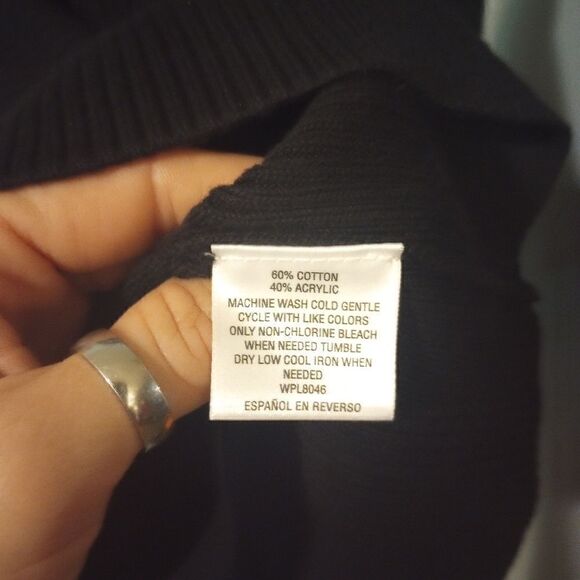 60% COTTON
40% ACRYLIC
MACHINE WASH COLD GENTLE
CYCLE WITH LIKE COLORS
ONLY NON-CHLORINE BLEACH
WHEN NEEDED TUMBLE
DRY LOW COOL IRON WHEN
NEEDED
WPL8046
ESPAÑOL EN REVERSO